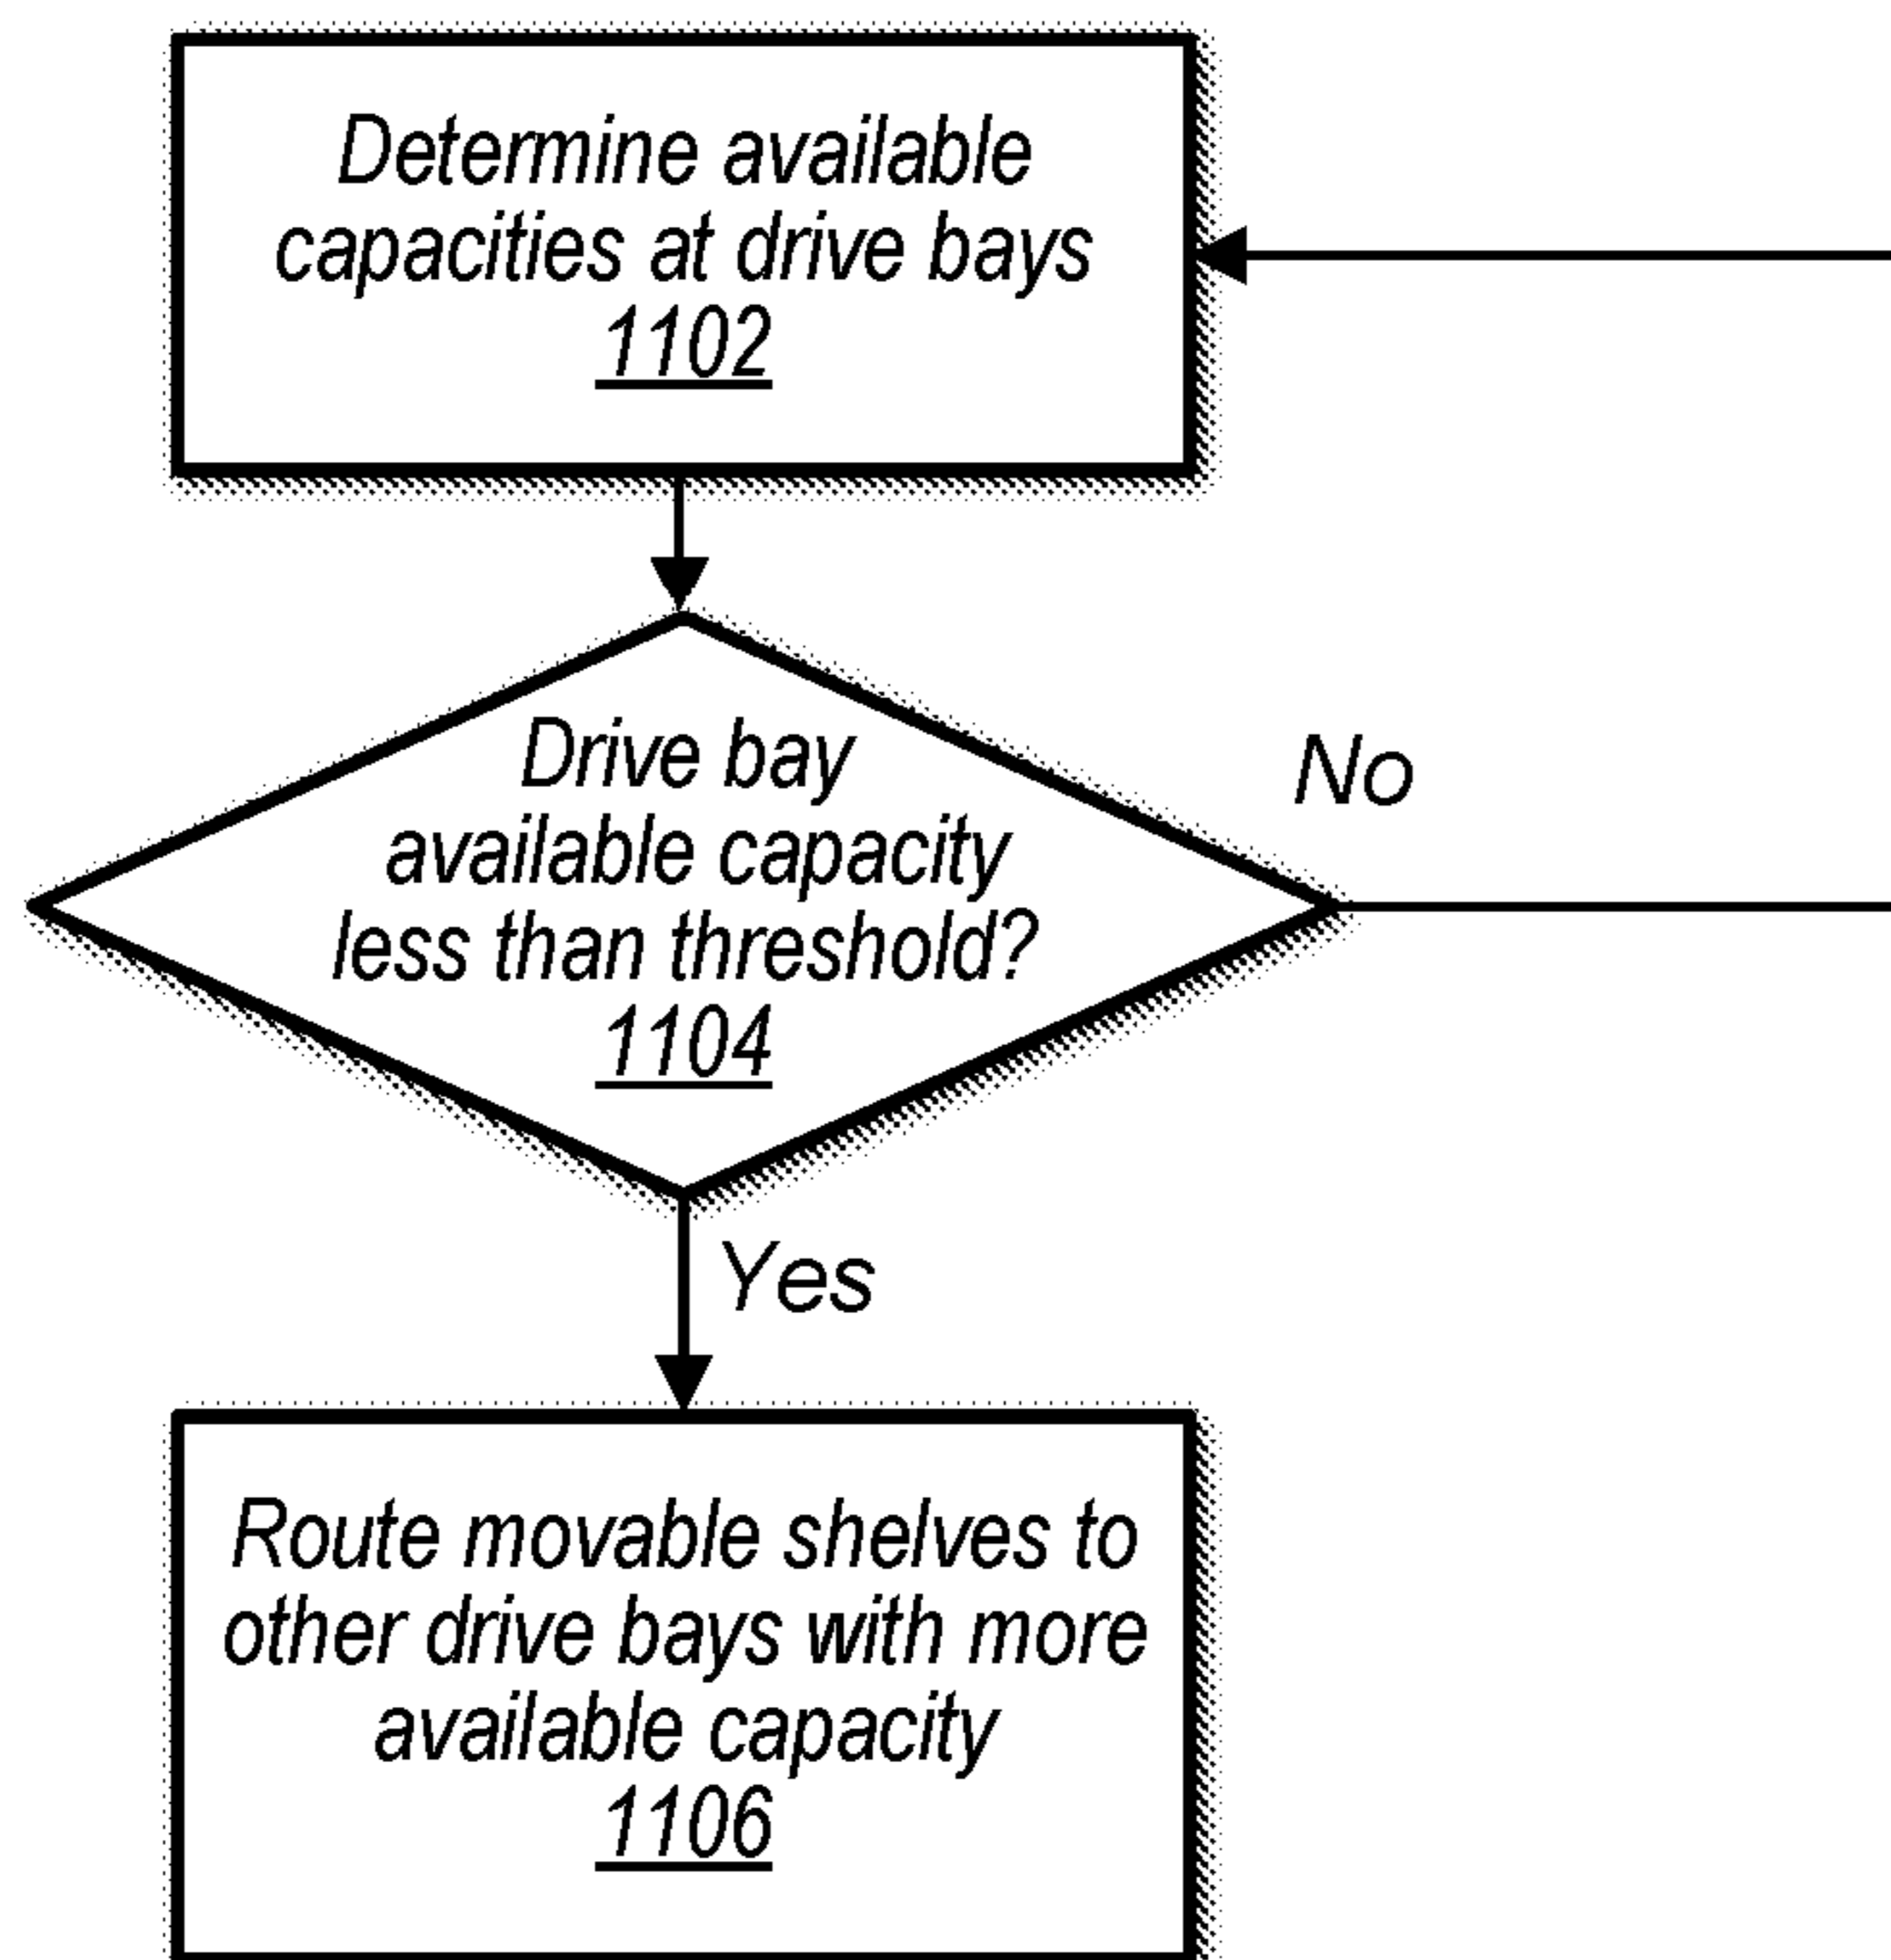 Determine available
capacities at drive bays
1102
Drive bay
available capacity
less than threshold?
1104
No
Yes
Route movable shelves to
other drive bays with more
available capacity
1106